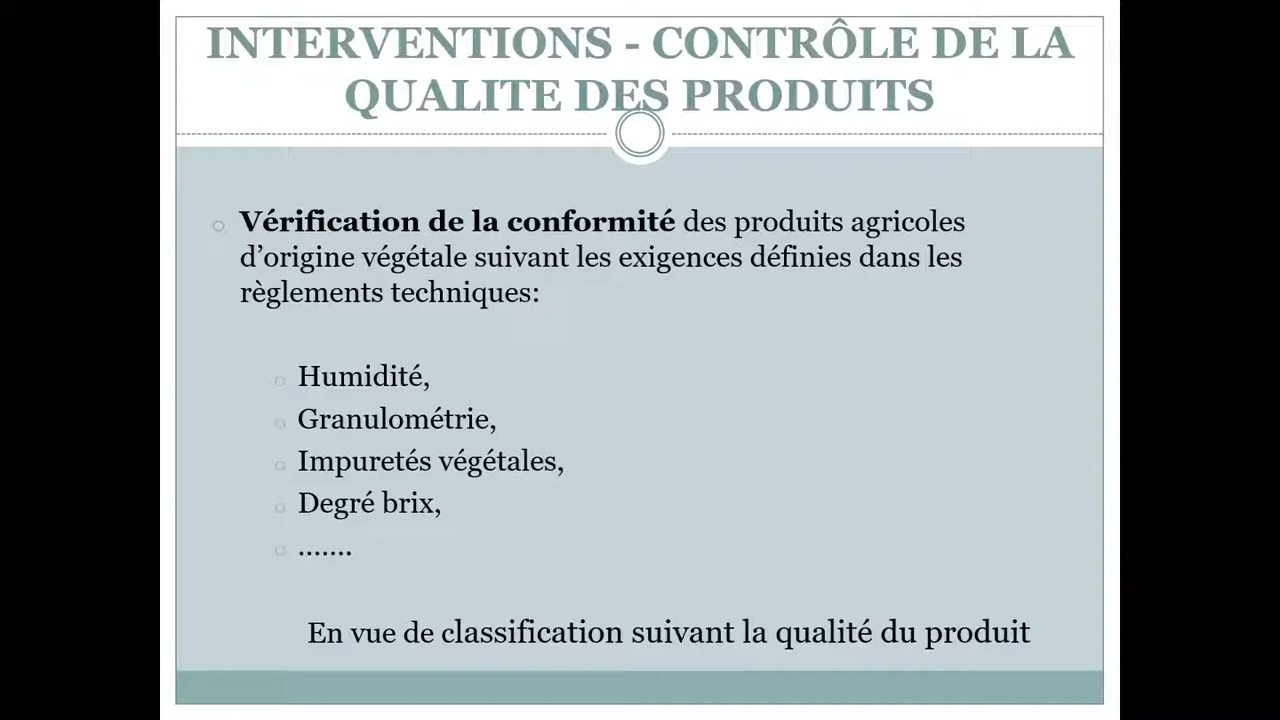 INTERVENTIONS - CONTRÔLE DE LA
QUALITE DES PRODUITS
Vérification de la conformité des produits agricoles
d’origine végétale suivant les exigences définies dans les
règlements techniques:
Humidité,
Granulométrie,
Impuretés végétales,
Degré brix,
…….
En vue de classification suivant la qualité du produit